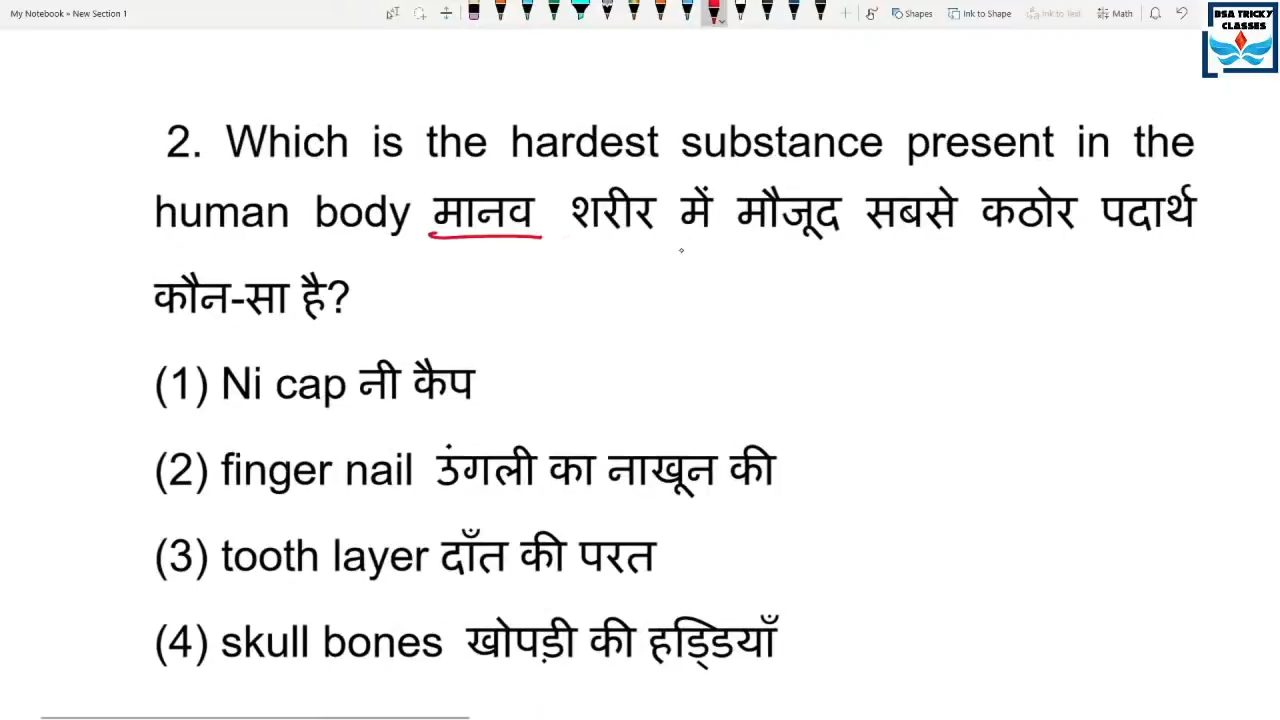 My Notebook » New Section 1
Shapes Ink to Shape Ink to Text Math
BSA TRICKY
CLASSES
2. Which is the hardest substance present in the
human body मानव शरीर में मौजूद सबसे कठोर पदार्थ
कौन-सा है?
(1) Ni cap नी कैप
(2) finger nail उंगली का नाखून की
(3) tooth layer दाँत की परत
(4) skull bones खोपड़ी की हड्डियाँ